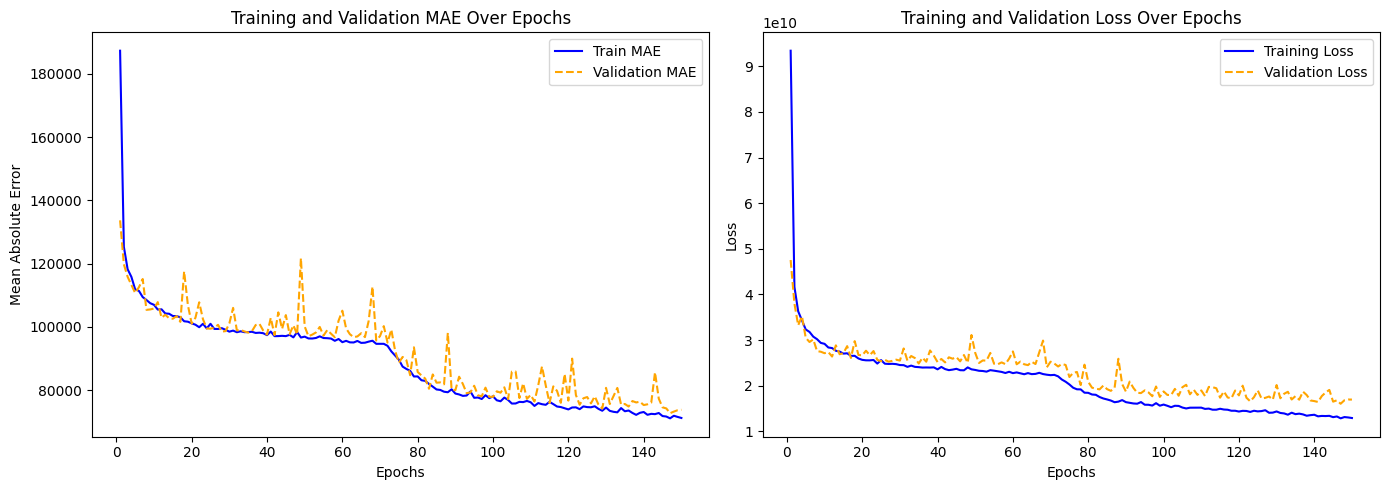 Training and Validation MAE Over Epochs
Mean Absolute Error
180000
160000
140000
120000
100000
80000
0 20 40 60 80 100 120 140
Epochs
Train MAE
Validation MAE
Training and Validation Loss Over Epochs
1e10
Loss
9
8
7
6
5
4
3
2
1
0 20 40 60 80 100 120 140
Epochs
Training Loss
Validation Loss